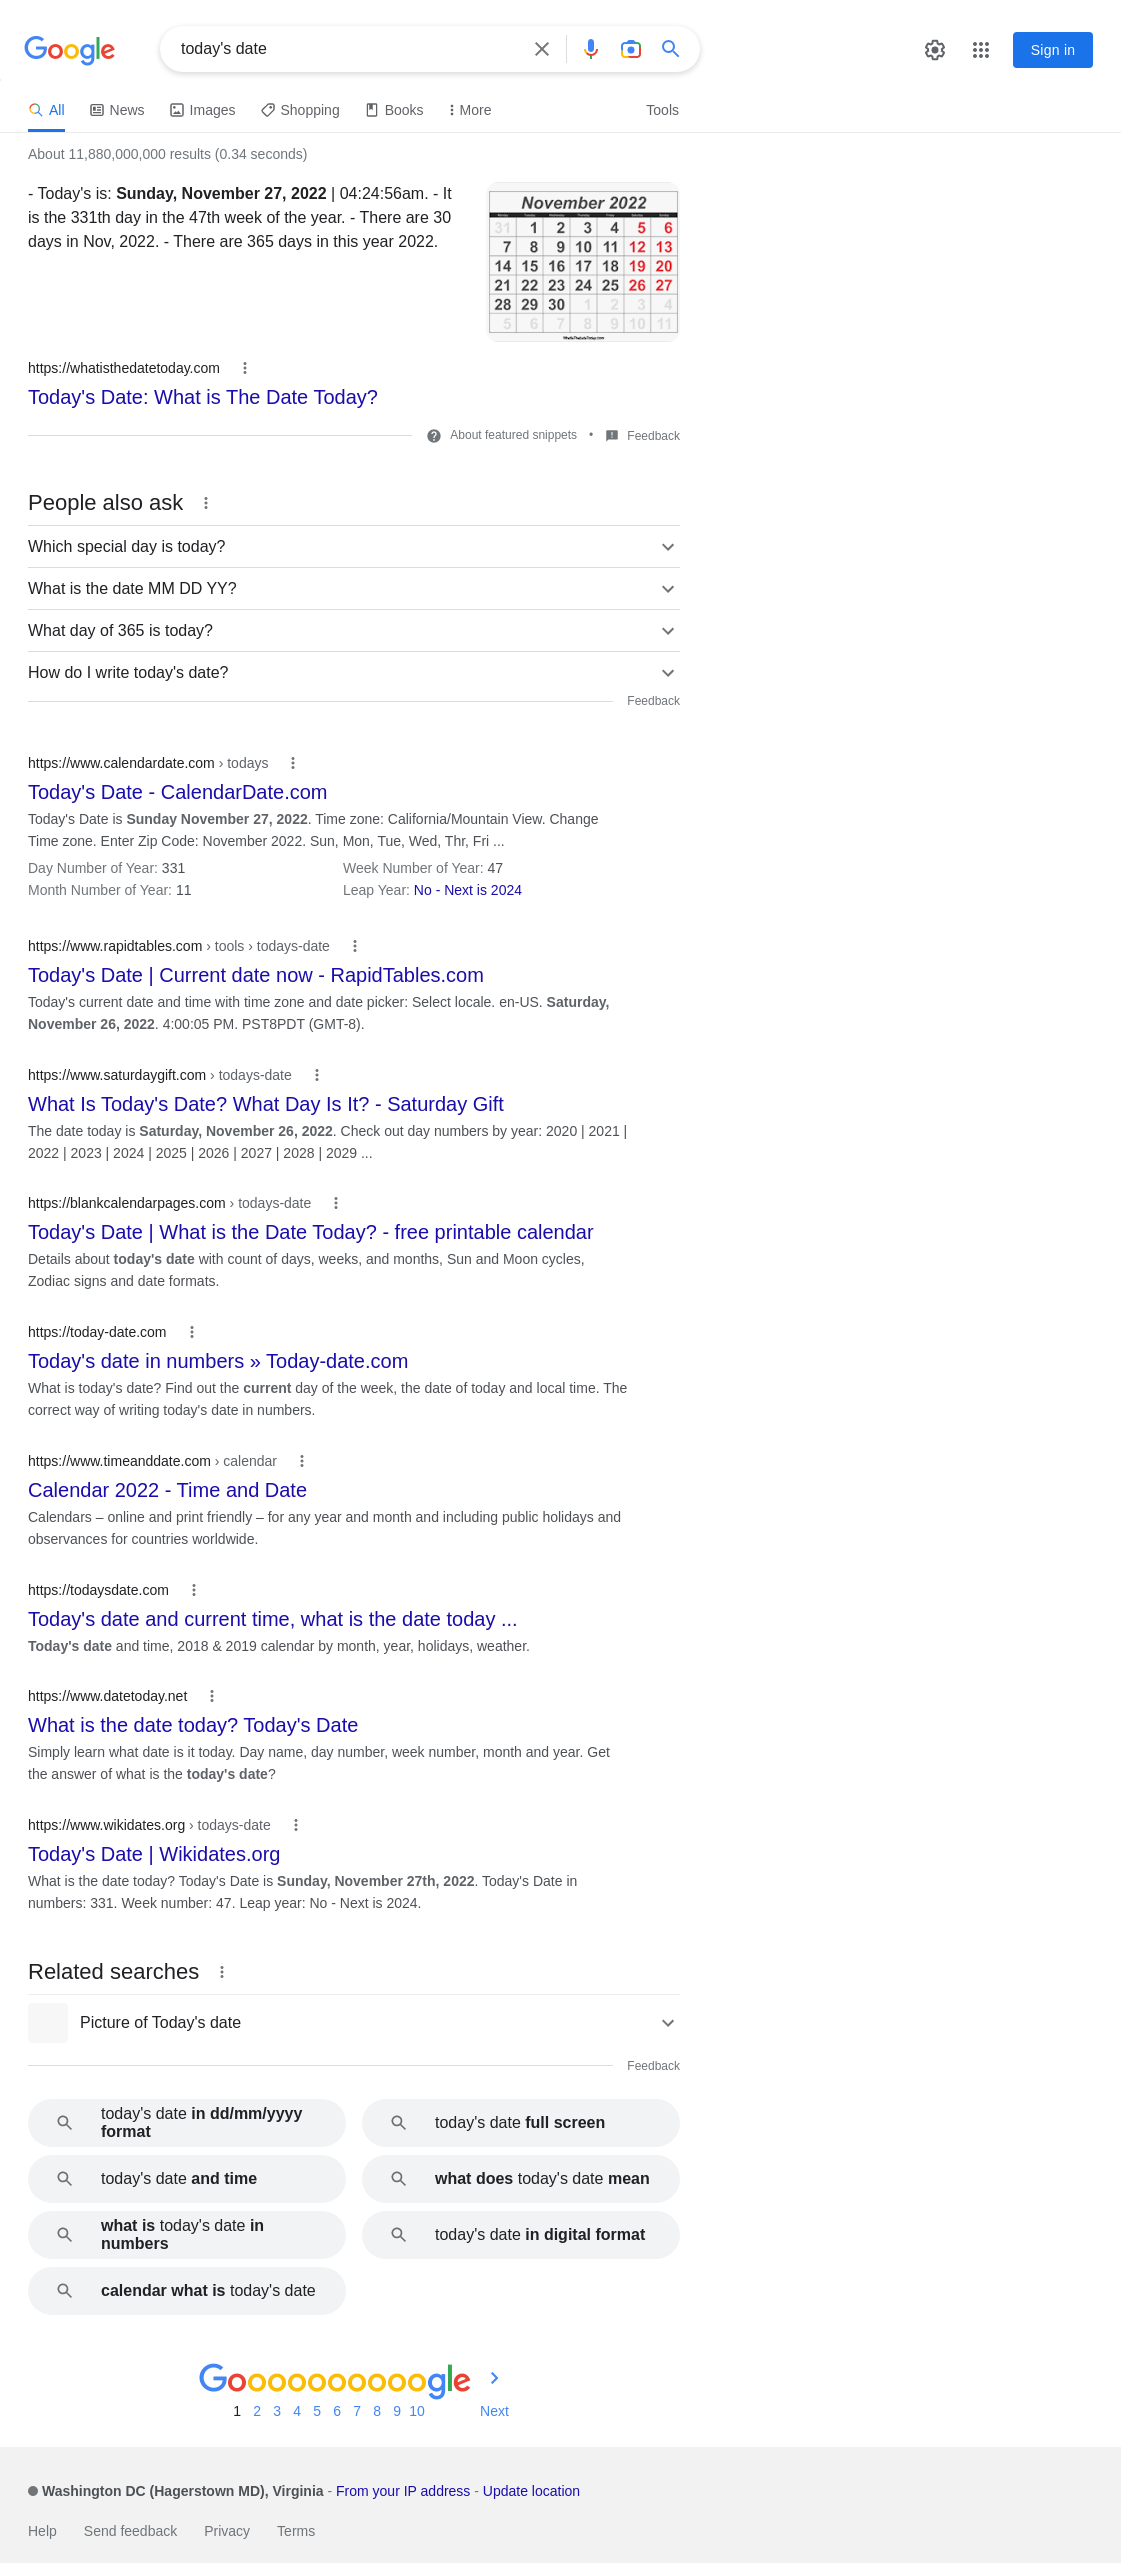 Google
today's date
Sign in
All
News
Images
Shopping
Books
More
Tools
About 11,880,000,000 results (0.34 seconds)
- Today's is: Sunday, November 27, 2022 | 04:24:56am. - It
is the 331th day in the 47th week of the year. - There are 30
days in Nov, 2022. - There are 365 days in this year 2022.
November 2022
31 1 2 3 4 5 6
7 8 9 10 11 12 13
14 15 16 17 18 19 20
21 22 23 24 25 26 27
28 29 30 1 2 3 4
5 6 7 8 9 10 11
https://whatisthedatetoday.com
Today's Date: What is The Date Today?
About featured snippets • Feedback
People also ask
Which special day is today?
What is the date MM DD YY?
What day of 365 is today?
How do I write today's date?
Feedback
https://www.calendardate.com › todays
Today's Date - CalendarDate.com
Today's Date is Sunday November 27, 2022. Time zone: California/Mountain View. Change
Time zone. Enter Zip Code: November 2022. Sun, Mon, Tue, Wed, Thr, Fri ...
Day Number of Year: 331
Week Number of Year: 47
Month Number of Year: 11
Leap Year: No - Next is 2024
https://www.rapidtables.com › tools › todays-date
Today's Date | Current date now - RapidTables.com
Today's current date and time with time zone and date picker: Select locale. en-US. Saturday,
November 26, 2022. 4:00:05 PM. PST8PDT (GMT-8).
https://www.saturdaygift.com › todays-date
What Is Today's Date? What Day Is It? - Saturday Gift
The date today is Saturday, November 26, 2022. Check out day numbers by year: 2020 | 2021 |
2022 | 2023 | 2024 | 2025 | 2026 | 2027 | 2028 | 2029 ...
https://blankcalendarpages.com › todays-date
Today's Date | What is the Date Today? - free printable calendar
Details about today's date with count of days, weeks, and months, Sun and Moon cycles,
Zodiac signs and date formats.
https://today-date.com
Today's date in numbers » Today-date.com
What is today's date? Find out the current day of the week, the date of today and local time. The
correct way of writing today's date in numbers.
https://www.timeanddate.com › calendar
Calendar 2022 - Time and Date
Calendars – online and print friendly – for any year and month and including public holidays and
observances for countries worldwide.
https://todaysdate.com
Today's date and current time, what is the date today ...
Today's date and time, 2018 & 2019 calendar by month, year, holidays, weather.
https://www.datetoday.net
What is the date today? Today's Date
Simply learn what date is it today. Day name, day number, week number, month and year. Get
the answer of what is the today's date?
https://www.wikidates.org › todays-date
Today's Date | Wikidates.org
What is the date today? Today's Date is Sunday, November 27th, 2022. Today's Date in
numbers: 331. Week number: 47. Leap year: No - Next is 2024.
Related searches
Picture of Today's date
Feedback
today's date in dd/mm/yyyy
format
today's date full screen
today's date and time
what does today's date mean
what is today's date in
numbers
today's date in digital format
calendar what is today's date
Goooooooooogle
1 2 3 4 5 6 7 8 9 10 Next
Washington DC (Hagerstown MD), Virginia - From your IP address - Update location
Help Send feedback Privacy Terms